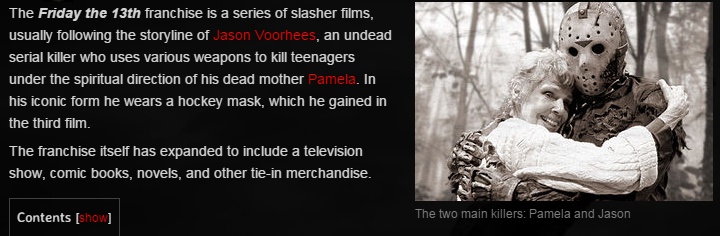 The Friday the 13th franchise is a series of slasher films,
usually following the storyline of Jason Voorhees, an undead
serial killer who uses various weapons to kill teenagers
under the spiritual direction of his dead mother Pamela. In
his iconic form he wears a hockey mask, which he gained in
the third film.
The franchise itself has expanded to include a television
show, comic books, novels, and other tie-in merchandise.
Contents [show]
The two main killers: Pamela and Jason